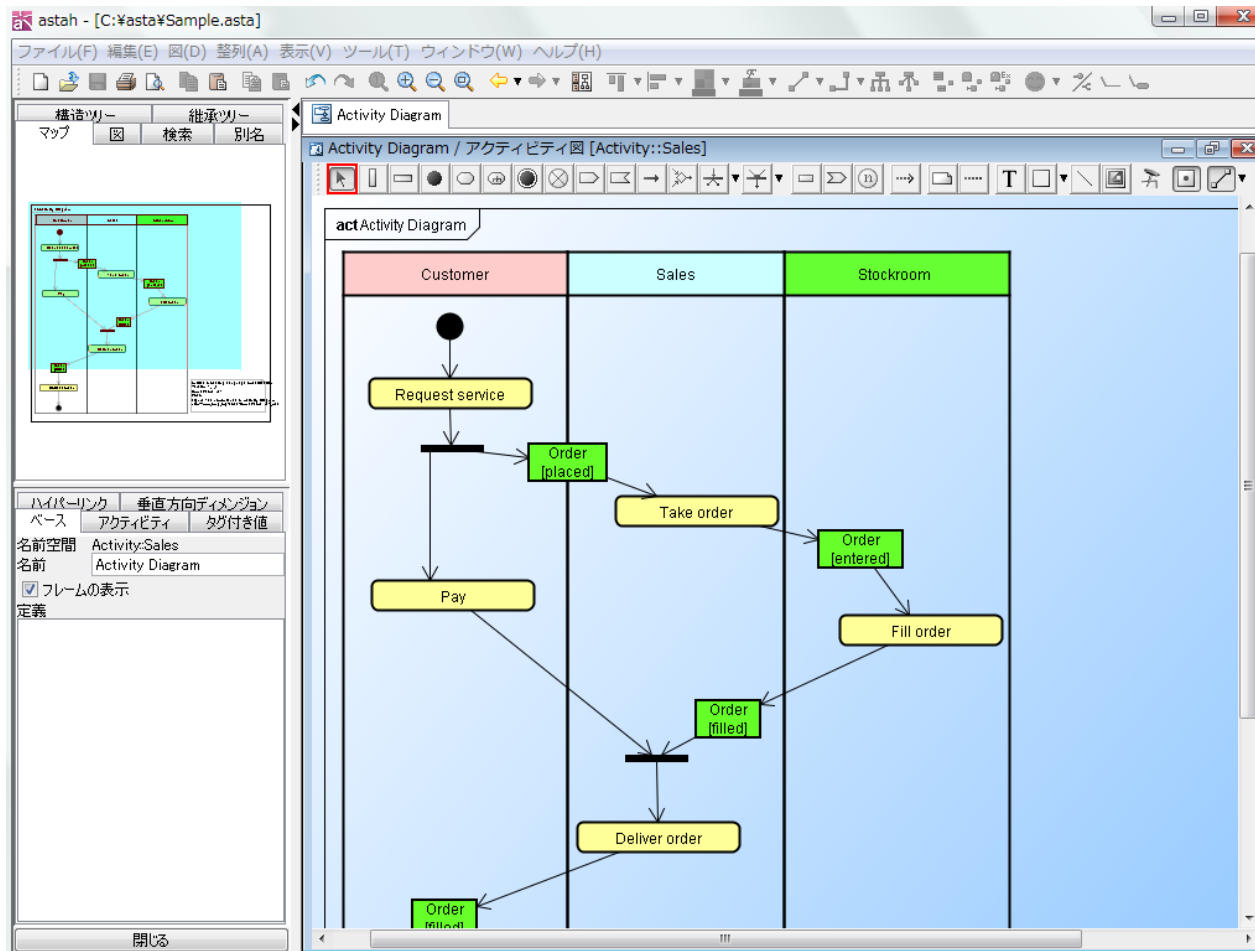 astah - [C:¥asta¥Sample.asta]
ファイル(F) 編集(E) 図(D) 整列(A) 表示(V) ツール(T) ウィンドウ(W) ヘルプ(H)
構造ツリー 継承ツリー
マップ 図 検索 別名
Activity Diagram
Activity Diagram / アクティビティ図 [Activity::Sales]
n
T
act Activity Diagram
Customer Sales Stockroom
Request service
Order
[placed]
Take order
Order
[entered]
Pay
Fill order
Order
[filled]
Deliver order
Order
[filled]
ハイパーリンク 垂直方向ディメンジョン
ベース アクティビティ タグ付き値
名前空間 Activity::Sales
名前 Activity Diagram
フレームの表示
定義
閉じる